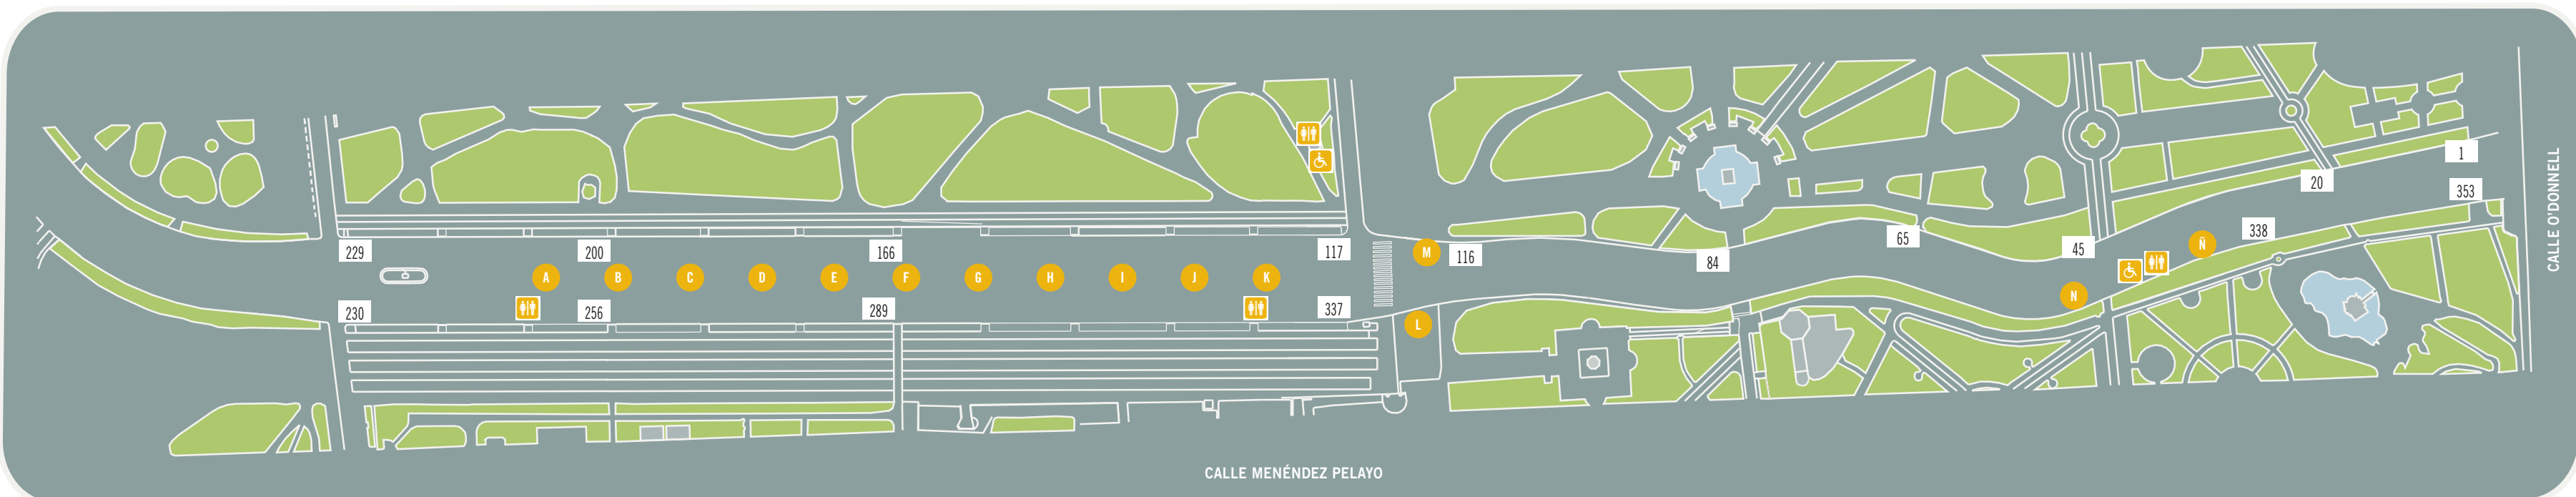 1
20
353
CALLE O'DONNELL
338
65
45
Ñ
229
200
166
117
M
116
84
A
B
C
D
E
F
G
H
I
J
K
N
230
256
289
337
L
CALLE MENÉNDEZ PELAYO